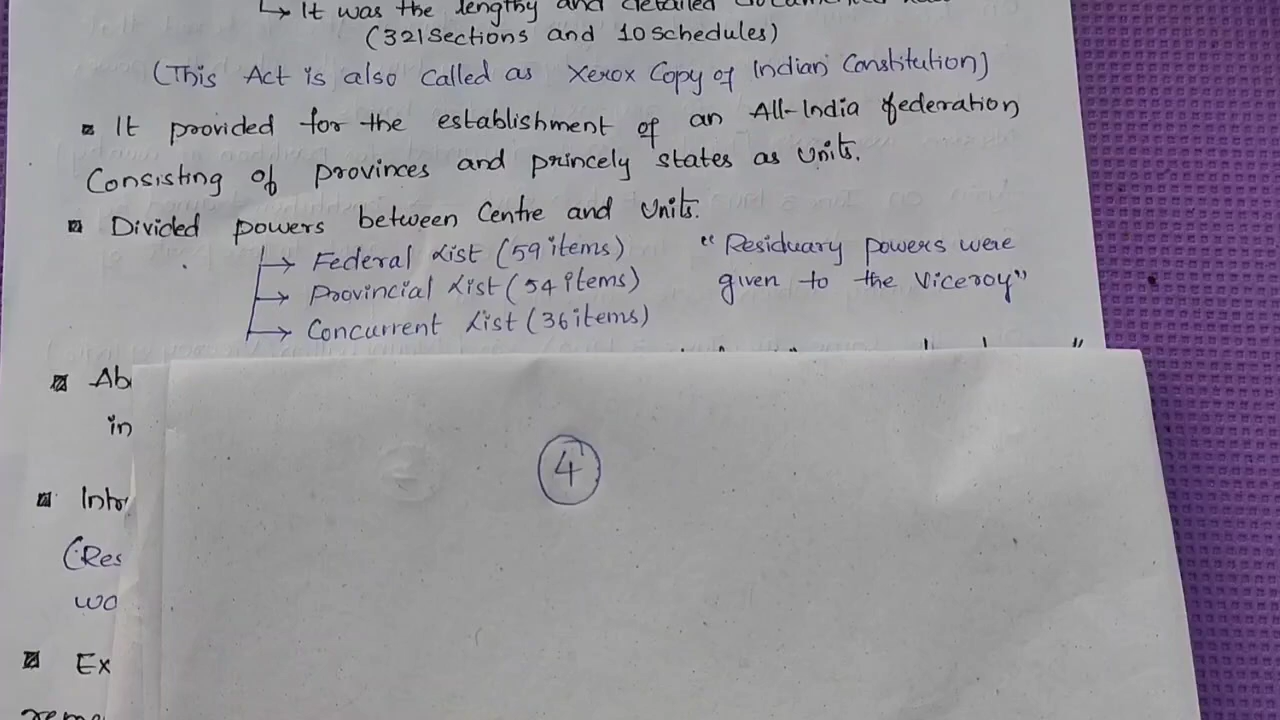 ↳ It was the lengthy and detailed
(321 Sections and 10 Schedules)
(This Act is also Called as Xerox Copy of Indian Constitution)
It provided for the establishment of an All-India federation
Consisting of provinces and princely states as Units.
Divided powers between Centre and Units.
→ Federal List (59 items)
→ Provincial List (54 items)
→ Concurrent List (36 items)
"Residuary powers were
given to the Viceroy"
Ab
in
④
Intr
(Res
wo
Ex